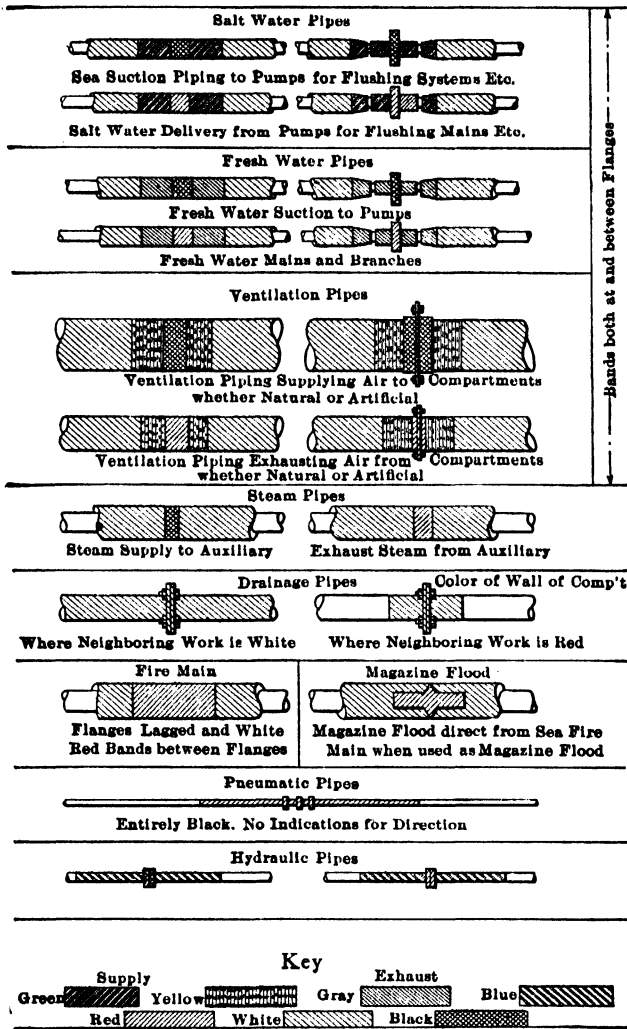 Salt Water Pipes
Sea Suction Piping to Pumps for Flushing Systems Etc.
Salt Water Delivery from Pumps for Flushing Mains Etc.
Fresh Water Pipes
Fresh Water Suction to Pumps
Fresh Water Mains and Branches
Ventilation Pipes
Ventilation Piping Supplying Air to Compartments
whether Natural or Artificial
Ventilation Piping Exhausting Air from Compartments
whether Natural or Artificial
Bands both at and between Flanges
Steam Pipes
Steam Supply to Auxiliary
Exhaust Steam from Auxiliary
Drainage Pipes
Color of Wall of Comp't
Where Neighboring Work is White
Where Neighboring Work is Red
Fire Main
Flanges Lagged and White
Red Bands between Flanges
Magazine Flood
Magazine Flood direct from Sea Fire
Main when used as Magazine Flood
Pneumatic Pipes
Entirely Black. No Indications for Direction
Hydraulic Pipes
Key
Supply Exhaust
Green Yellow Gray Blue
Red White Black